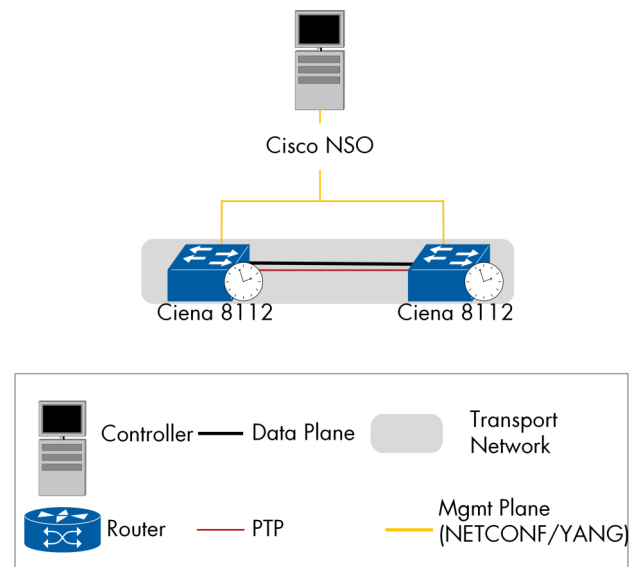 Cisco NSO
Ciena 8112
Ciena 8112
Controller
Data Plane
Transport
Network
Router
PTP
Mgmt Plane
(NETCONF/YANG)